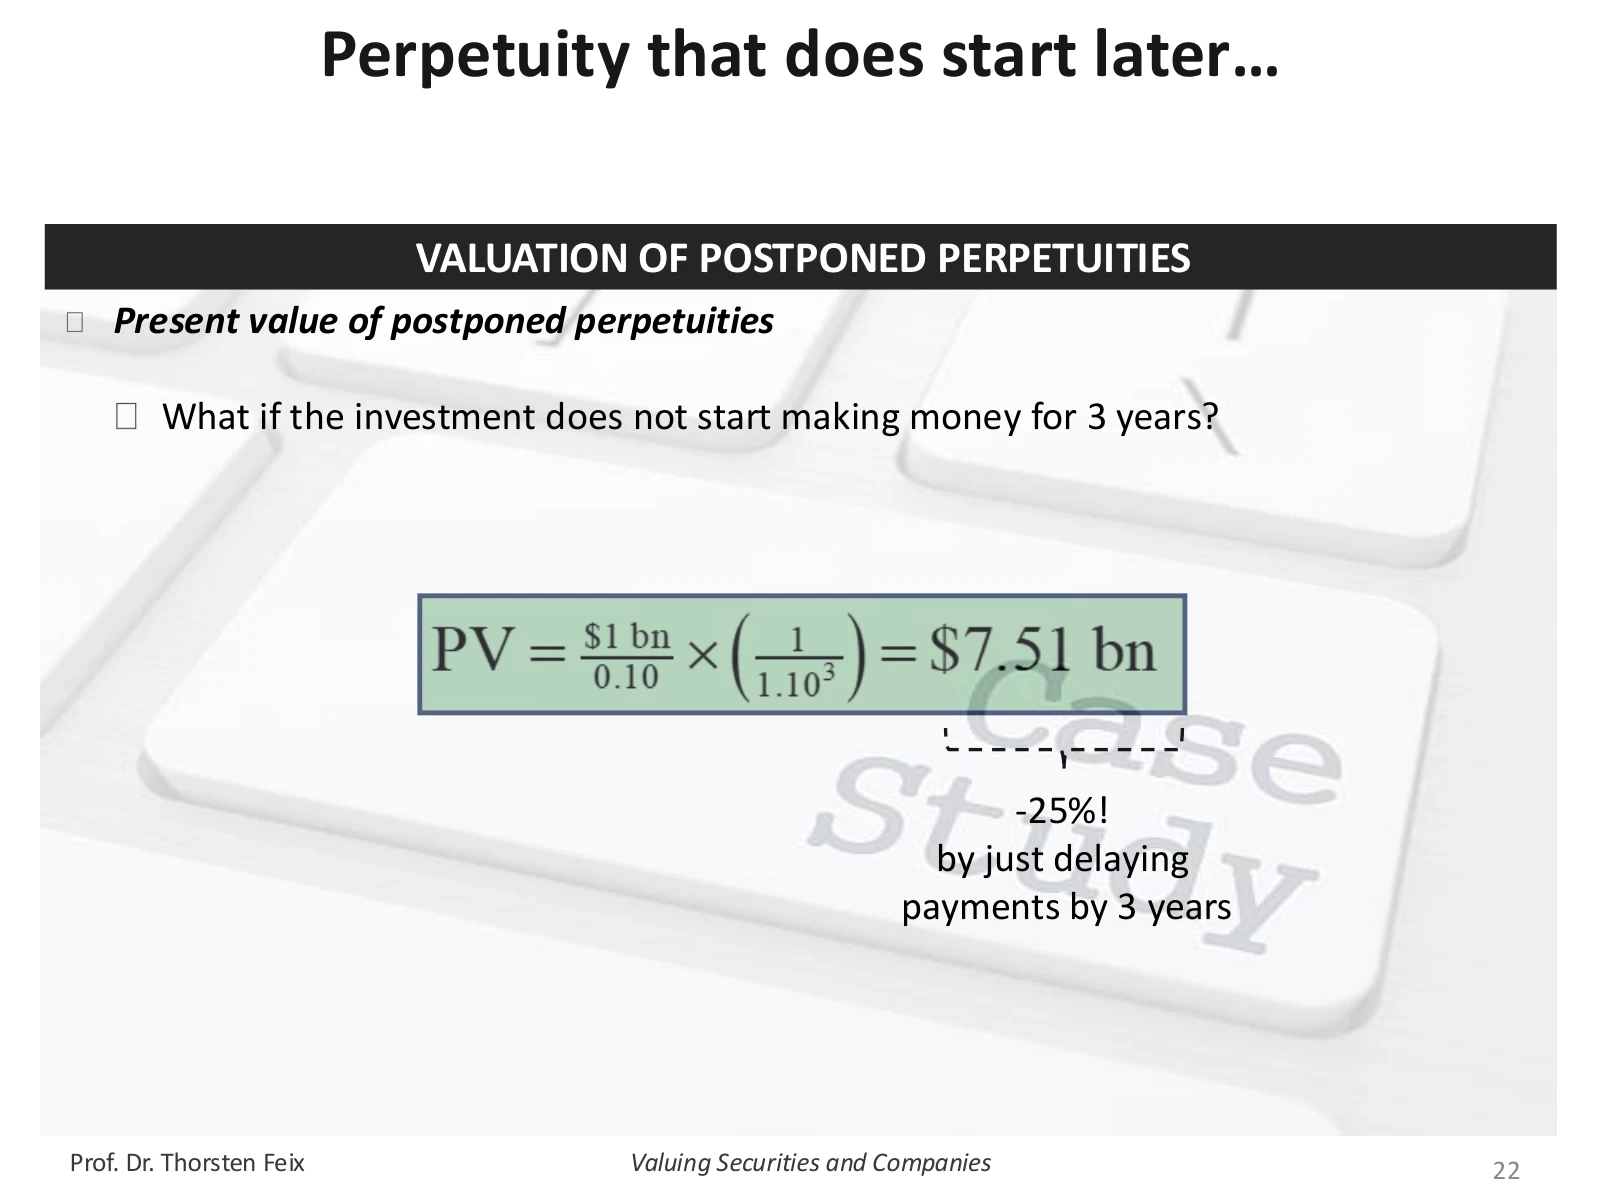 Perpetuity that does start later…
VALUATION OF POSTPONED PERPETUITIES
Present value of postponed perpetuities
What if the investment does not start making money for 3 years?
PV = $1 bn / 0.10 × (1 / 1.10³) = $7.51 bn
Case
Study
-25%!
by just delaying
payments by 3 years
Prof. Dr. Thorsten Feix
Valuing Securities and Companies
22